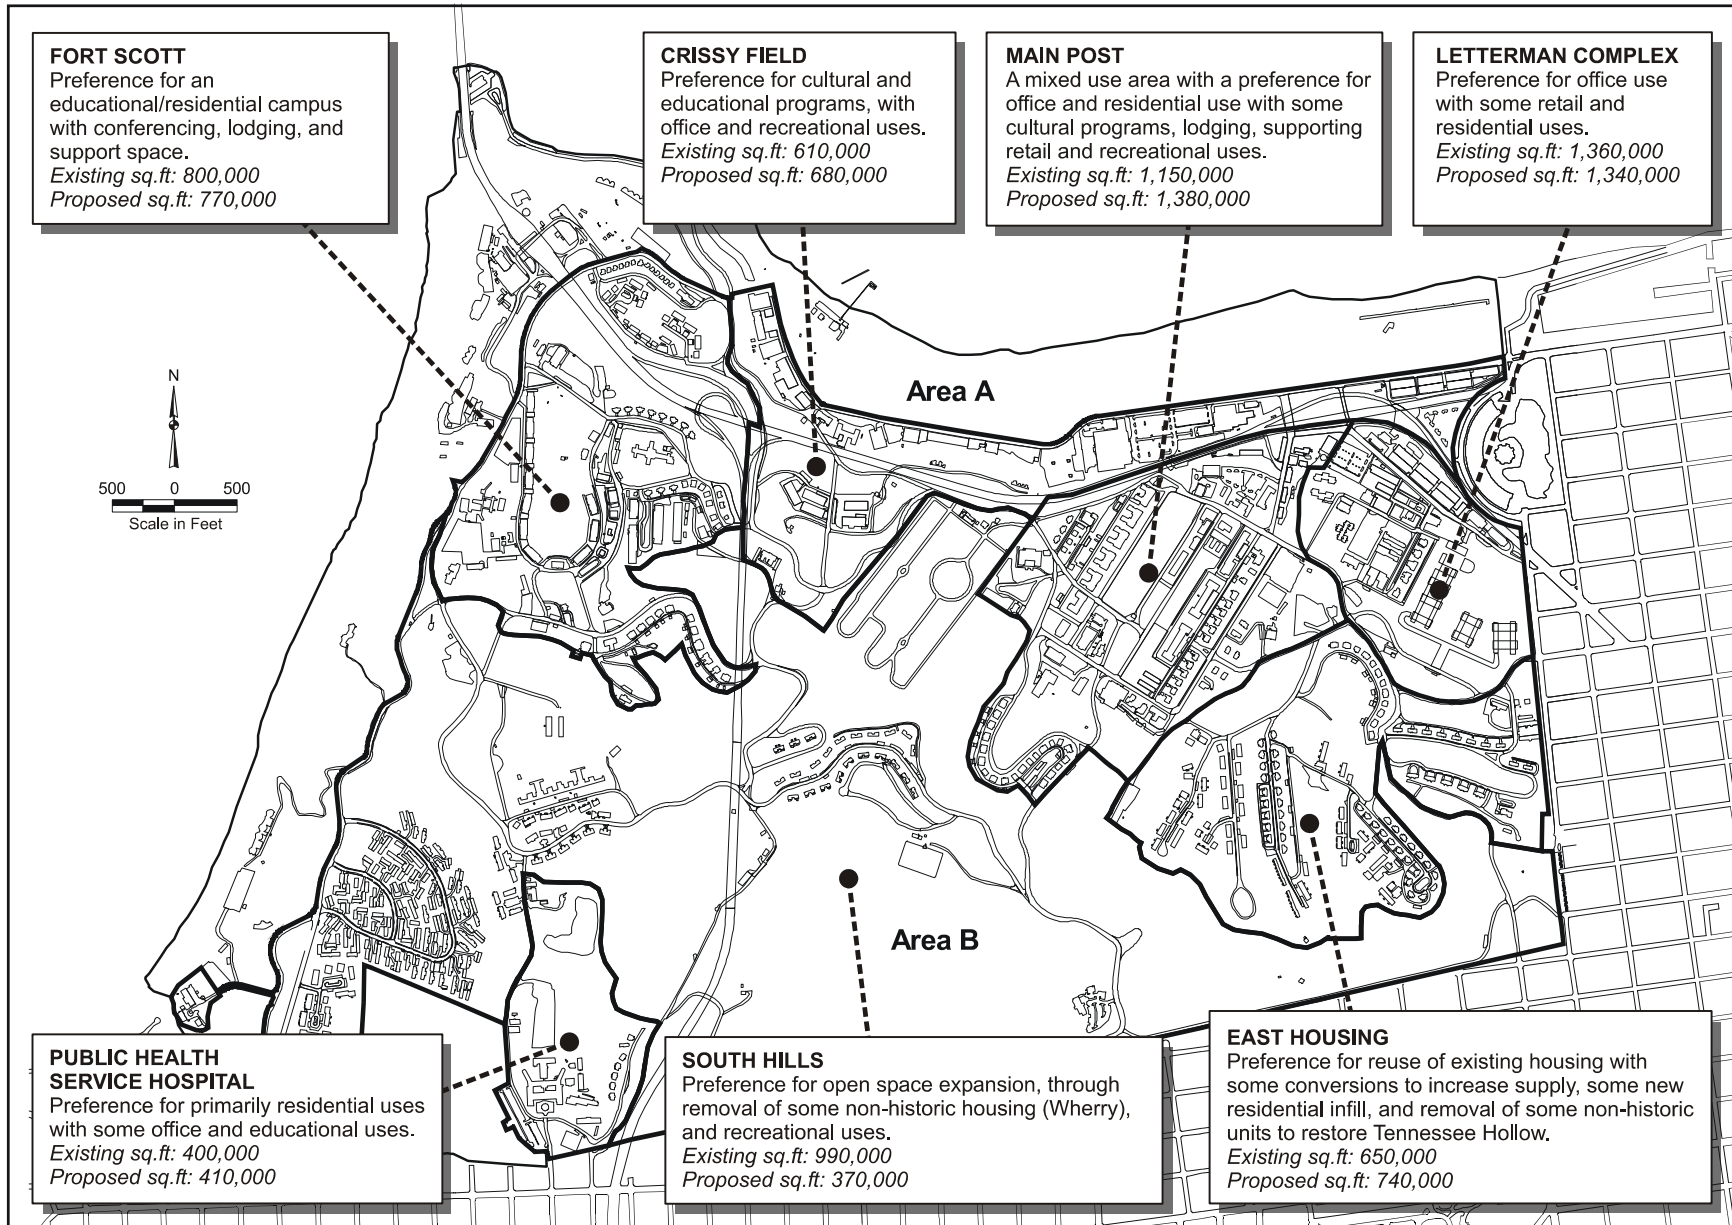 FORT SCOTT
Preference for an
educational/residential campus
with conferencing, lodging, and
support space.
Existing sq.ft: 800,000
Proposed sq.ft: 770,000
CRISSY FIELD
Preference for cultural and
educational programs, with
office and recreational uses.
Existing sq.ft: 610,000
Proposed sq.ft: 680,000
MAIN POST
A mixed use area with a preference for
office and residential use with some
cultural programs, lodging, supporting
retail and recreational uses.
Existing sq.ft: 1,150,000
Proposed sq.ft: 1,380,000
LETTERMAN COMPLEX
Preference for office use
with some retail and
residential uses.
Existing sq.ft: 1,360,000
Proposed sq.ft: 1,340,000
Area A
N
500 0 500
Scale in Feet
Area B
PUBLIC HEALTH
SERVICE HOSPITAL
Preference for primarily residential uses
with some office and educational uses.
Existing sq.ft: 400,000
Proposed sq.ft: 410,000
SOUTH HILLS
Preference for open space expansion, through
removal of some non-historic housing (Wherry),
and recreational uses.
Existing sq.ft: 990,000
Proposed sq.ft: 370,000
EAST HOUSING
Preference for reuse of existing housing with
some conversions to increase supply, some new
residential infill, and removal of some non-historic
units to restore Tennessee Hollow.
Existing sq.ft: 650,000
Proposed sq.ft: 740,000